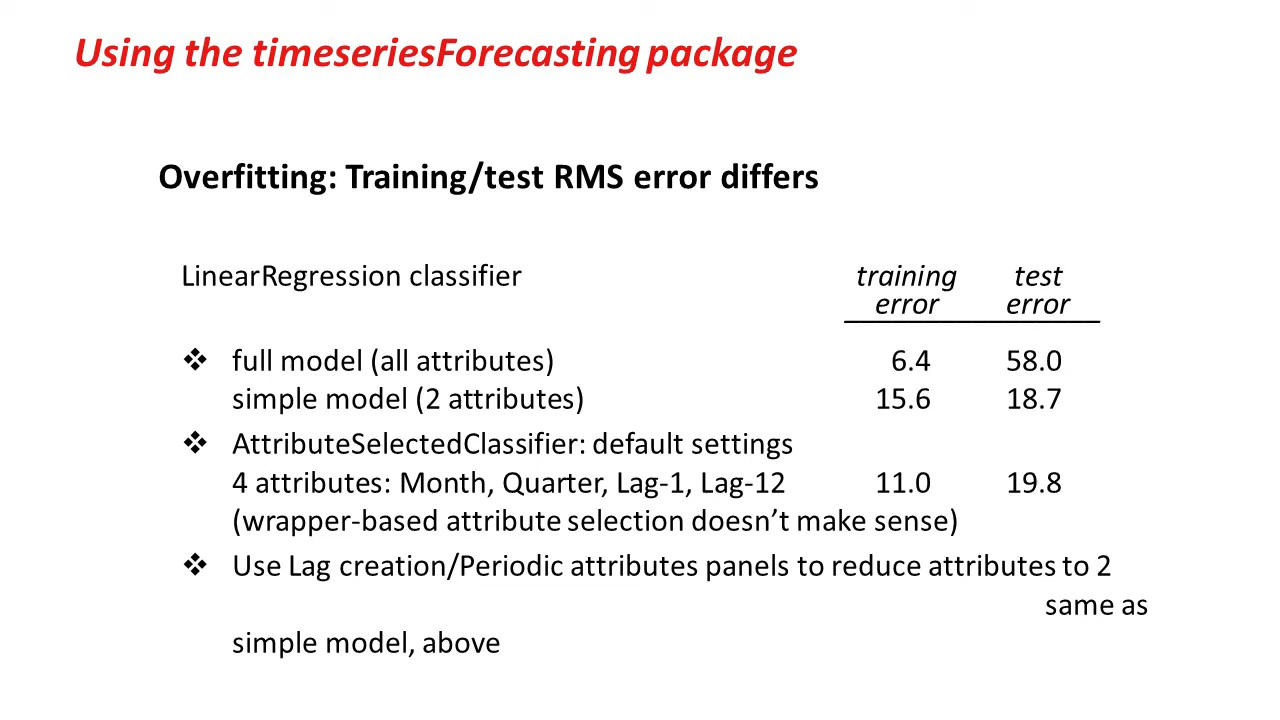 Using the timeseriesForecasting package
Overfitting: Training/test RMS error differs
LinearRegression classifier training test
error error
❖ full model (all attributes) 6.4 58.0
simple model (2 attributes) 15.6 18.7
❖ AttributeSelectedClassifier: default settings
4 attributes: Month, Quarter, Lag-1, Lag-12 11.0 19.8
(wrapper-based attribute selection doesn’t make sense)
❖ Use Lag creation/Periodic attributes panels to reduce attributes to 2
same as
simple model, above